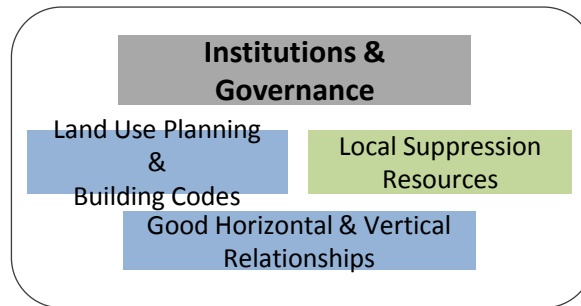 Institutions &
Governance
Land Use Planning
&
Building Codes
Local Suppression
Resources
Good Horizontal & Vertical
Relationships